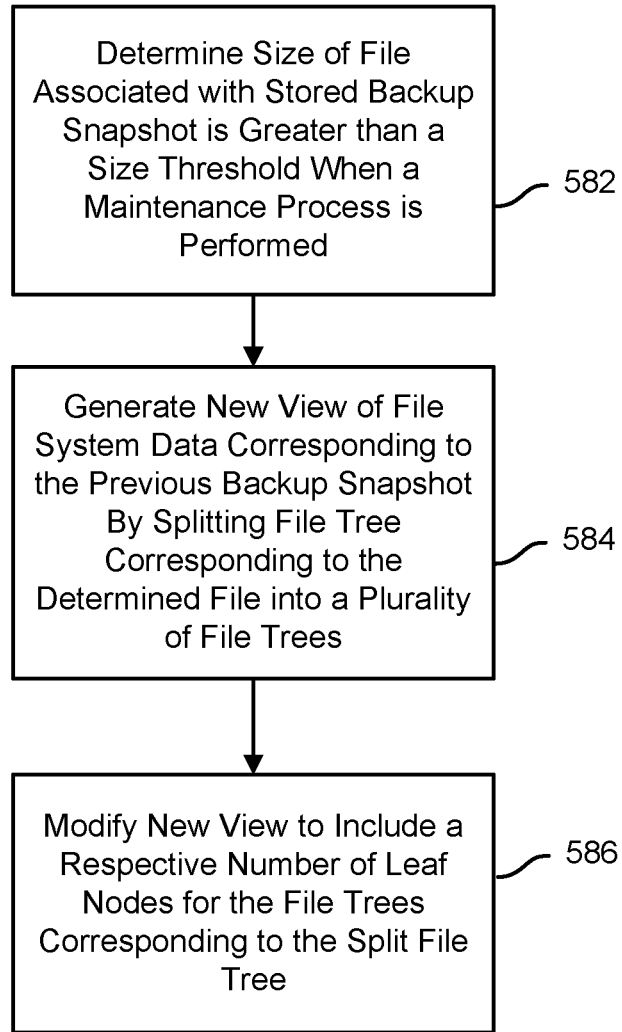 Determine Size of File
Associated with Stored Backup
Snapshot is Greater than a
Size Threshold When a
Maintenance Process is
Performed
582
Generate New View of File
System Data Corresponding to
the Previous Backup Snapshot
By Splitting File Tree
Corresponding to the
Determined File into a Plurality
of File Trees
584
Modify New View to Include a
Respective Number of Leaf
Nodes for the File Trees
Corresponding to the Split File
Tree
586